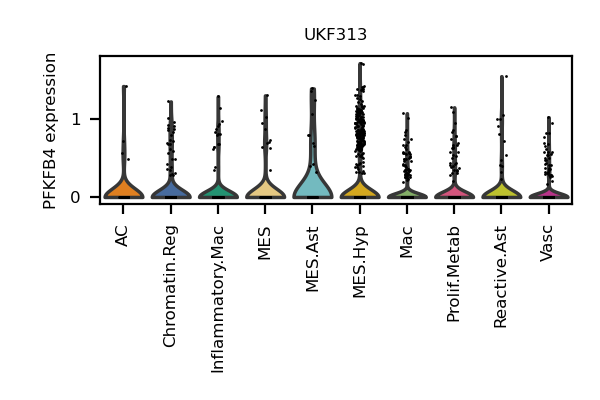 UKF313
PFKFB4 expression
1
0
AC
Chromatin.Reg
Inflammatory.Mac
MES
MES.Ast
MES.Hyp
Mac
Prolif.Metab
Reactive.Ast
Vasc